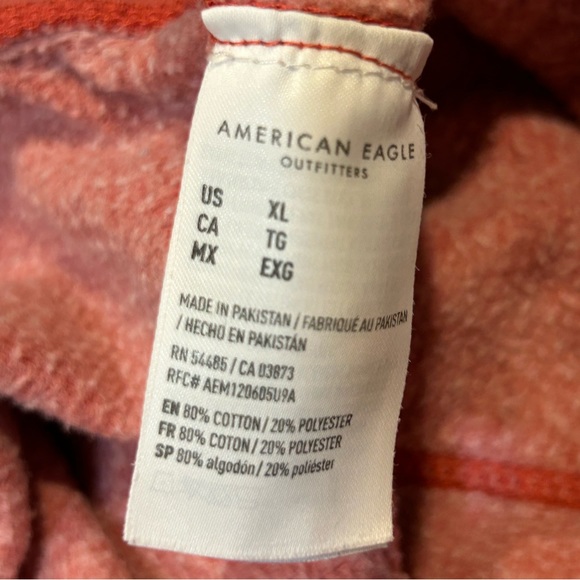 AMERICAN EAGLE
OUTFITTERS
US XL
CA TG
MX EXG
MADE IN PAKISTAN / FABRIQUÉ AU PAKISTAN
/ HECHO EN PAKISTÁN
RN 54485 / CA 03873
RFC# AEM120605U9A
EN 80% COTTON / 20% POLYESTER
FR 80% COTON / 20% POLYESTER
SP 80% algodón / 20% poliéster